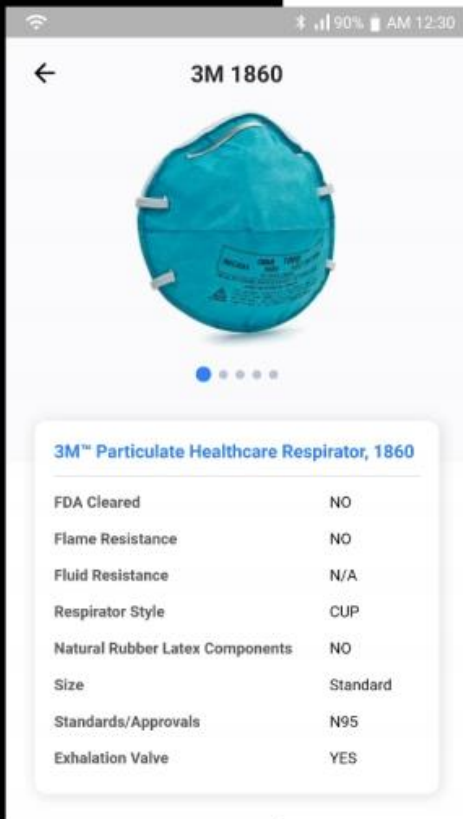 90% AM 12:30
3M 1860
3M™ Particulate Healthcare Respirator, 1860
FDA Cleared NO
Flame Resistance NO
Fluid Resistance N/A
Respirator Style CUP
Natural Rubber Latex Components NO
Size Standard
Standards/Approvals N95
Exhalation Valve YES